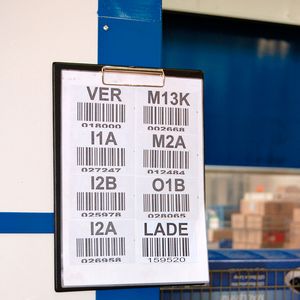 VER M13K
018000 002668
I1A M2A
027247 012484
I2B O1B
025978 028065
I2A LADE
026958 159520